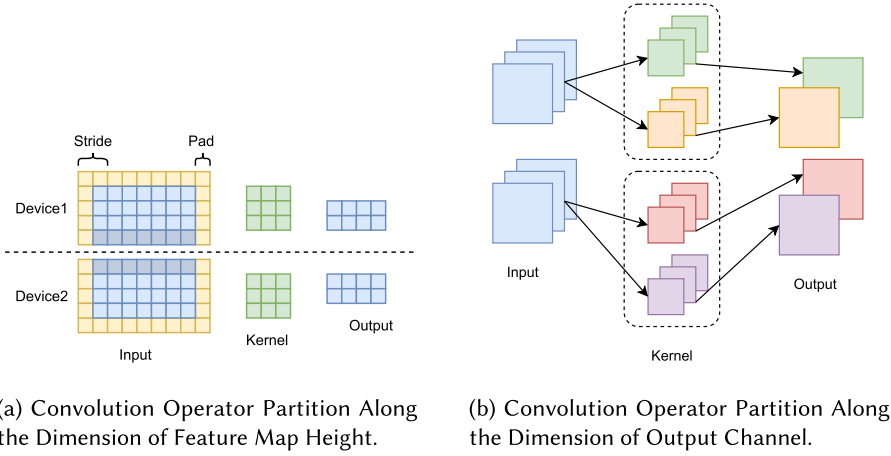 Stride
Pad
Device1
Device2
Input
Kernel
Output
(a) Convolution Operator Partition Along
the Dimension of Feature Map Height.
Input
Kernel
Output
(b) Convolution Operator Partition Along
the Dimension of Output Channel.